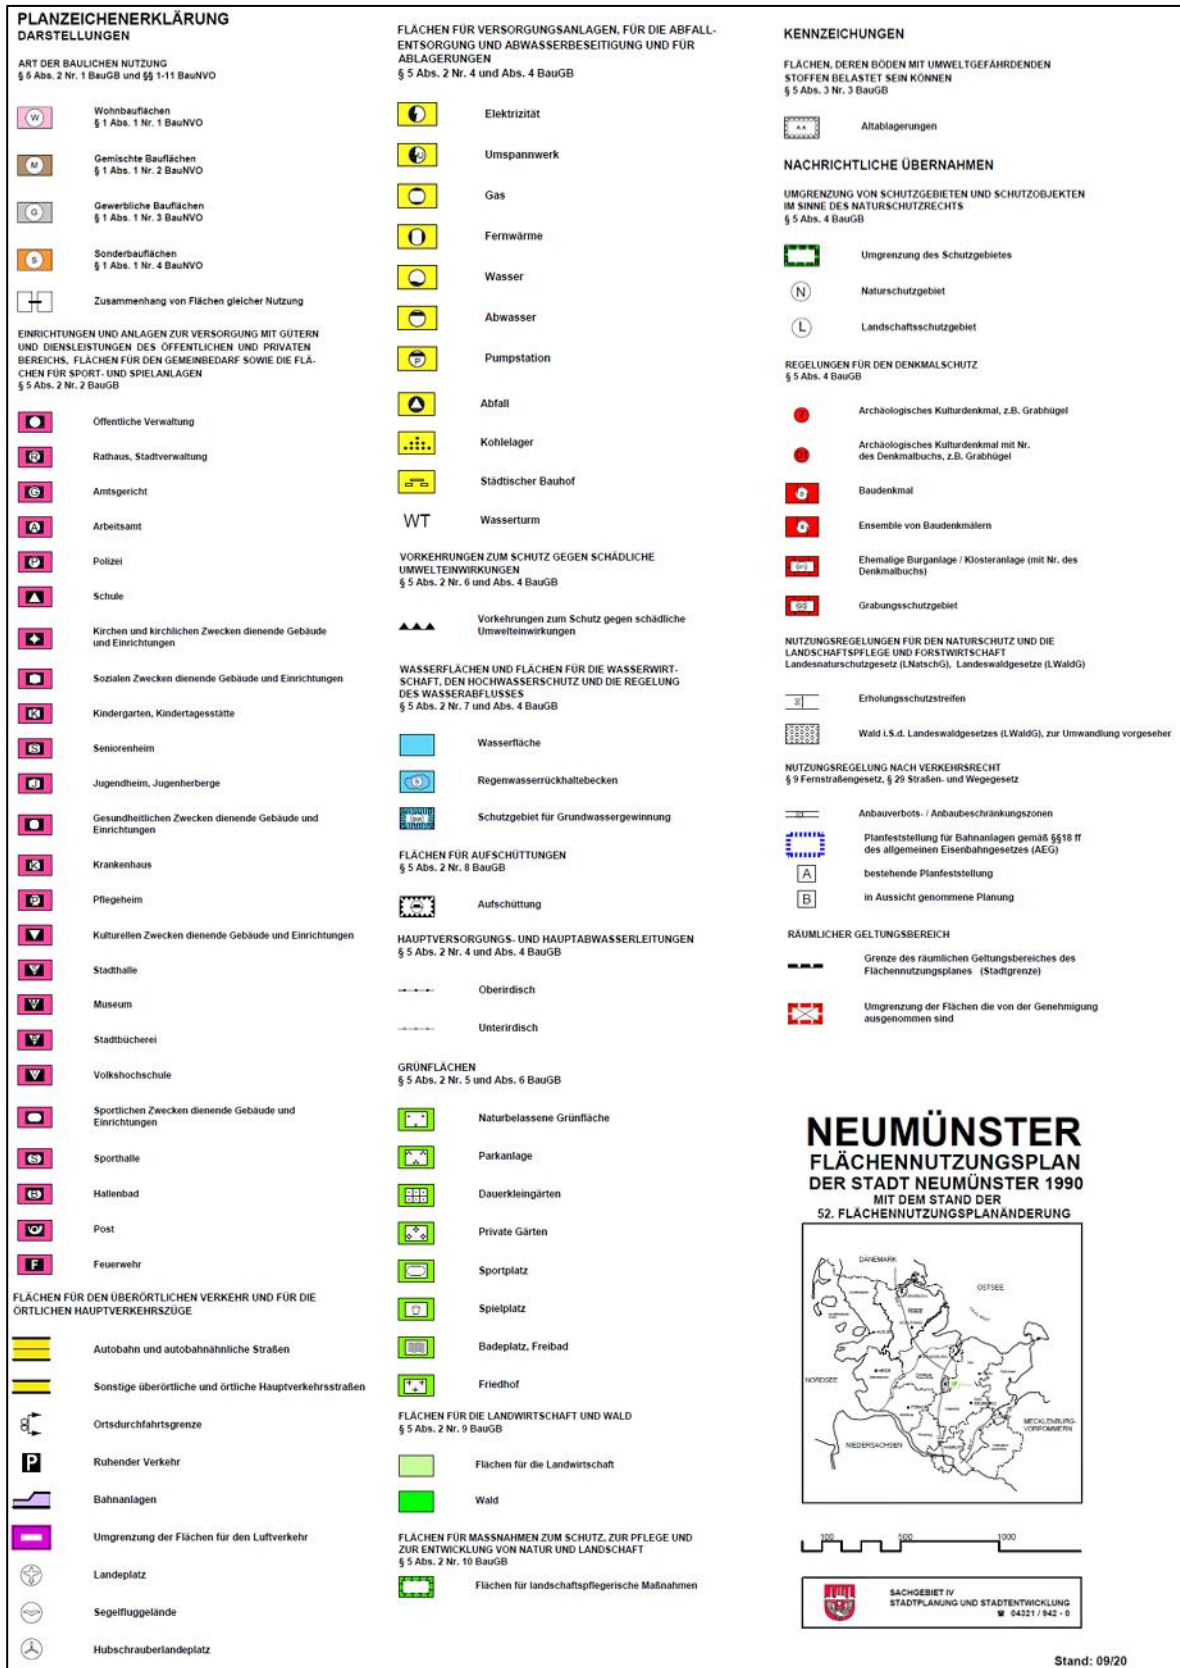 PLANZEICHENERKLÄRUNG
DARSTELLUNGEN
ART DER BAULICHEN NUTZUNG
§ 5 Abs. 2 Nr. 1 BauGB und §§ 1-11 BauNVO
W
Wohnbauflächen
§ 1 Abs. 1 Nr. 1 BauNVO
M
Gemischte Bauflächen
§ 1 Abs. 1 Nr. 2 BauNVO
G
Gewerbliche Bauflächen
§ 1 Abs. 1 Nr. 3 BauNVO
S
Sonderbauflächen
§ 1 Abs. 1 Nr. 4 BauNVO
Zusammenhang von Flächen gleicher Nutzung
EINRICHTUNGEN UND ANLAGEN ZUR VERSORGUNG MIT GÜTERN
UND DIENSLEISTUNGEN DES ÖFFENTLICHEN UND PRIVATEN
BEREICHS, FLÄCHEN FÜR DEN GEMEINBEDARF SOWIE DIE FLÄ-
CHEN FÜR SPORT- UND SPIELANLAGEN
§ 5 Abs. 2 Nr. 2 BauGB
Öffentliche Verwaltung
R
Rathaus, Stadtverwaltung
G
Amtsgericht
A
Arbeitsamt
P
Polizei
Schule
Kirchen und kirchlichen Zwecken dienende Gebäude
und Einrichtungen
Sozialen Zwecken dienende Gebäude und Einrichtungen
K
Kindergarten, Kindertagesstätte
S
Seniorenheim
J
Jugendheim, Jugenherberge
Gesundheitlichen Zwecken dienende Gebäude und
Einrichtungen
K
Krankenhaus
P
Pflegeheim
Kulturellen Zwecken dienende Gebäude und Einrichtungen
Stadthalle
Museum
Stadtbücherei
Volkshochschule
Sportlichen Zwecken dienende Gebäude und
Einrichtungen
S
Sporthalle
B
Hallenbad
Post
F
Feuerwehr
FLÄCHEN FÜR DEN ÜBERÖRTLICHEN VERKEHR UND FÜR DIE
ÖRTLICHEN HAUPTVERKEHRSZÜGE
Autobahn und autobahnähnliche Straßen
Sonstige überörtliche und örtliche Hauptverkehrsstraßen
Ortsdurchfahrtsgrenze
P
Ruhender Verkehr
Bahnanlagen
Umgrenzung der Flächen für den Luftverkehr
Landeplatz
Segelfluggelände
Hubschrauberlandeplatz
FLÄCHEN FÜR VERSORGUNGSANLAGEN, FÜR DIE ABFALL-
ENTSORGUNG UND ABWASSERBESEITIGUNG UND FÜR
ABLAGERUNGEN
§ 5 Abs. 2 Nr. 4 und Abs. 4 BauGB
Elektrizität
U
Umspannwerk
Gas
Fernwärme
Wasser
Abwasser
P
Pumpstation
Abfall
Kohlelager
Städtischer Bauhof
WT
Wasserturm
VORKEHRUNGEN ZUM SCHUTZ GEGEN SCHÄDLICHE
UMWELTEINWIRKUNGEN
§ 5 Abs. 2 Nr. 6 und Abs. 4 BauGB
Vorkehrungen zum Schutz gegen schädliche
Umwelteinwirkungen
WASSERFLÄCHEN UND FLÄCHEN FÜR DIE WASSERWIRT-
SCHAFT, DEN HOCHWASSERSCHUTZ UND DIE REGELUNG
DES WASSERABFLUSSES
§ 5 Abs. 2 Nr. 7 und Abs. 4 BauGB
Wasserfläche
Regenwasserrückhaltebecken
Schutzgebiet für Grundwassergewinnung
FLÄCHEN FÜR AUFSCHÜTTUNGEN
§ 5 Abs. 2 Nr. 8 BauGB
Aufschüttung
HAUPTVERSORGUNGS- UND HAUPTABWASSERLEITUNGEN
§ 5 Abs. 2 Nr. 4 und Abs. 4 BauGB
Oberirdisch
Unterirdisch
GRÜNFLÄCHEN
§ 5 Abs. 2 Nr. 5 und Abs. 6 BauGB
Naturbelassene Grünfläche
Parkanlage
Dauerkleingärten
Private Gärten
Sportplatz
Spielplatz
Badeplatz, Freibad
Friedhof
FLÄCHEN FÜR DIE LANDWIRTSCHAFT UND WALD
§ 5 Abs. 2 Nr. 9 BauGB
Flächen für die Landwirtschaft
Wald
FLÄCHEN FÜR MASSNAHMEN ZUM SCHUTZ, ZUR PFLEGE UND
ZUR ENTWICKLUNG VON NATUR UND LANDSCHAFT
§ 5 Abs. 2 Nr. 10 BauGB
Flächen für landschaftspflegerische Maßnahmen
KENNZEICHUNGEN
FLÄCHEN, DEREN BÖDEN MIT UMWELTGEFÄHRDENDEN
STOFFEN BELASTET SEIN KÖNNEN
§ 5 Abs. 3 Nr. 3 BauGB
AA
Altablagerungen
NACHRICHTLICHE ÜBERNAHMEN
UMGRENZUNG VON SCHUTZGEBIETEN UND SCHUTZOBJEKTEN
IM SINNE DES NATURSCHUTZRECHTS
§ 5 Abs. 4 BauGB
Umgrenzung des Schutzgebietes
N
Naturschutzgebiet
L
Landschaftsschutzgebiet
REGELUNGEN FÜR DEN DENKMALSCHUTZ
§ 5 Abs. 4 BauGB
Archäologisches Kulturdenkmal, z.B. Grabhügel
Archäologisches Kulturdenkmal mit Nr.
des Denkmalbuchs, z.B. Grabhügel
Baudenkmal
Ensemble von Baudenkmälern
Ehemalige Burganlage / Klosteranlage (mit Nr. des
Denkmalbuchs)
Grabungsschutzgebiet
NUTZUNGSREGELUNGEN FÜR DEN NATURSCHUTZ UND DIE
LANDSCHAFTSPFLEGE UND FORSTWIRTSCHAFT
Landesnaturschutzgesetz (LNatschG), Landeswaldgesetze (LWaldG)
Erholungsschutzstreifen
Wald i.S.d. Landeswaldgesetzes (LWaldG), zur Umwandlung vorgeseher
NUTZUNGSREGELUNG NACH VERKEHRSRECHT
§ 9 Fernstraßengesetz, § 29 Straßen- und Wegegesetz
Anbauverbots- / Anbaubeschränkungszonen
Planfeststellung für Bahnanlagen gemäß §§18 ff
des allgemeinen Eisenbahngesetzes (AEG)
A
bestehende Planfeststellung
B
in Aussicht genommene Planung
RÄUMLICHER GELTUNGSBEREICH
Grenze des räumlichen Geltungsbereiches des
Flächennutzungsplanes (Stadtgrenze)
Umgrenzung der Flächen die von der Genehmigung
ausgenommen sind
NEUMÜNSTER
FLÄCHENNUTZUNGSPLAN
DER STADT NEUMÜNSTER 1990
MIT DEM STAND DER
52. FLÄCHENNUTZUNGSPLANÄNDERUNG
DÄNEMARK
OSTSEE
NORDSEE
MECKLENBURG-
VORPOMMERN
NIEDERSACHSEN
100 500 1000
SACHGEBIET IV
STADTPLANUNG UND STADTENTWICKLUNG
☎ 04321 / 942 - 0
Stand: 09/20